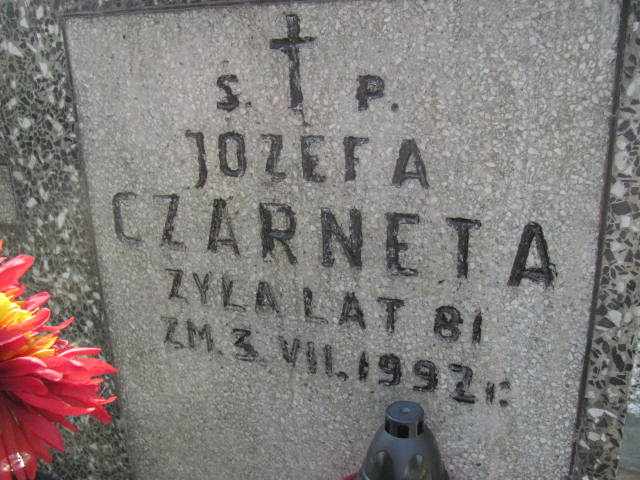 S. P.
JÓZEFA
CZARNETA
ŻYŁA LAT 81
ZM. 3. VII. 1992 r.